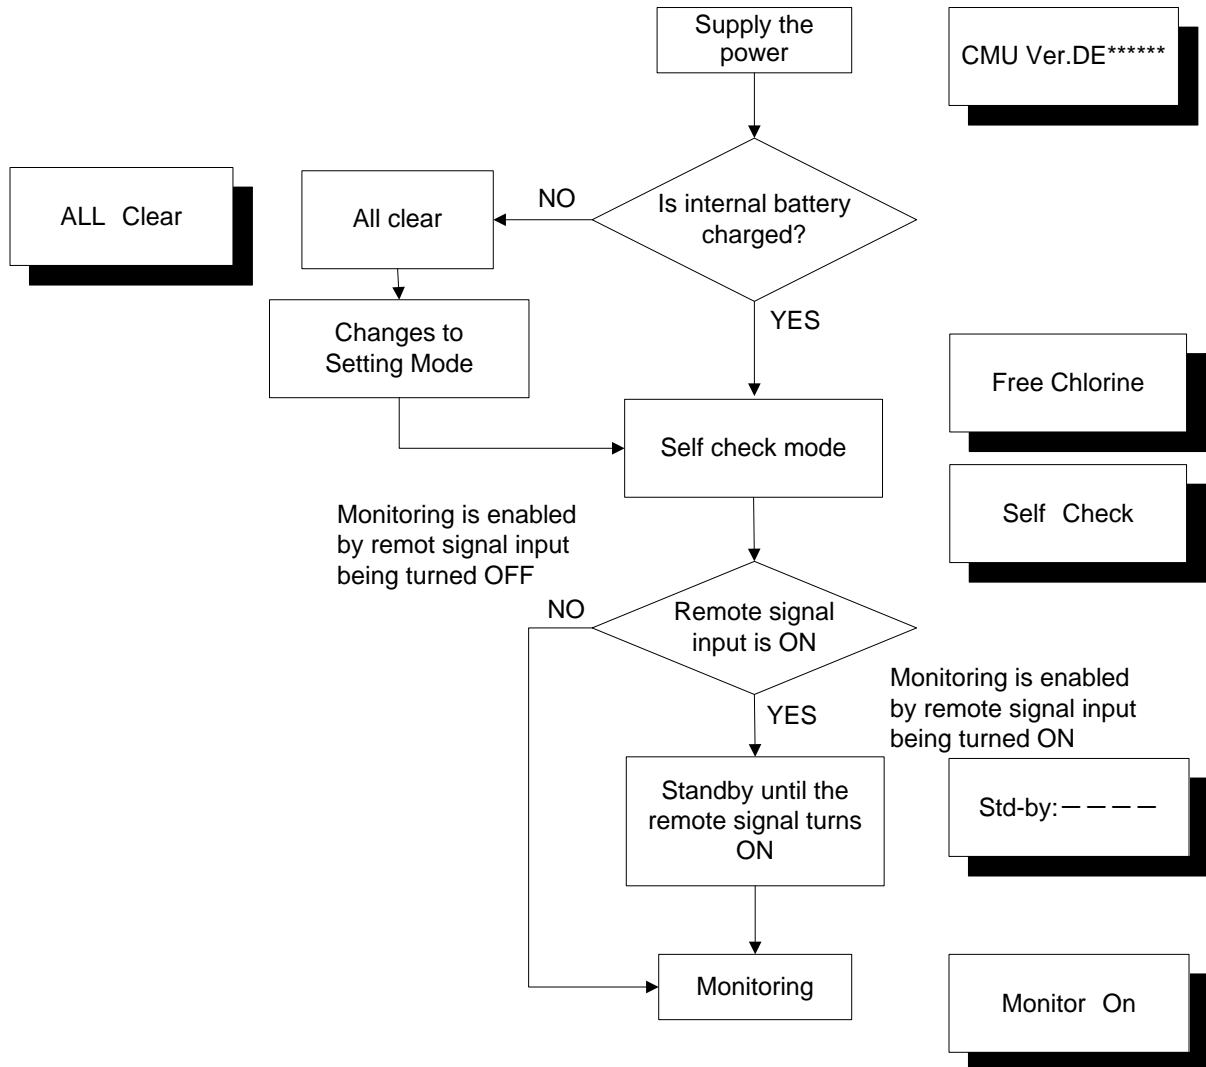 Supply the
power
CMU Ver.DE******
ALL Clear
All clear
NO
Is internal battery
charged?
YES
Changes to
Setting Mode
Free Chlorine
Self check mode
Self Check
Monitoring is enabled
by remot signal input
being turned OFF
NO
Remote signal
input is ON
YES
Monitoring is enabled
by remote signal input
being turned ON
Standby until the
remote signal turns
ON
Std-by:————
Monitoring
Monitor On